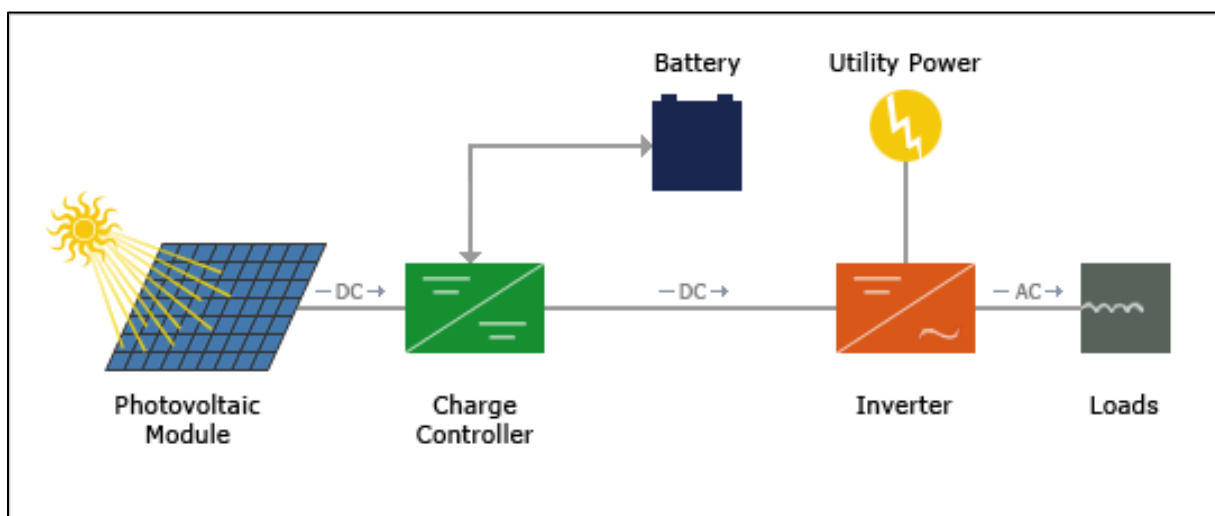 Battery
Utility Power
DC
DC
AC
Photovoltaic
Module
Charge
Controller
Inverter
Loads